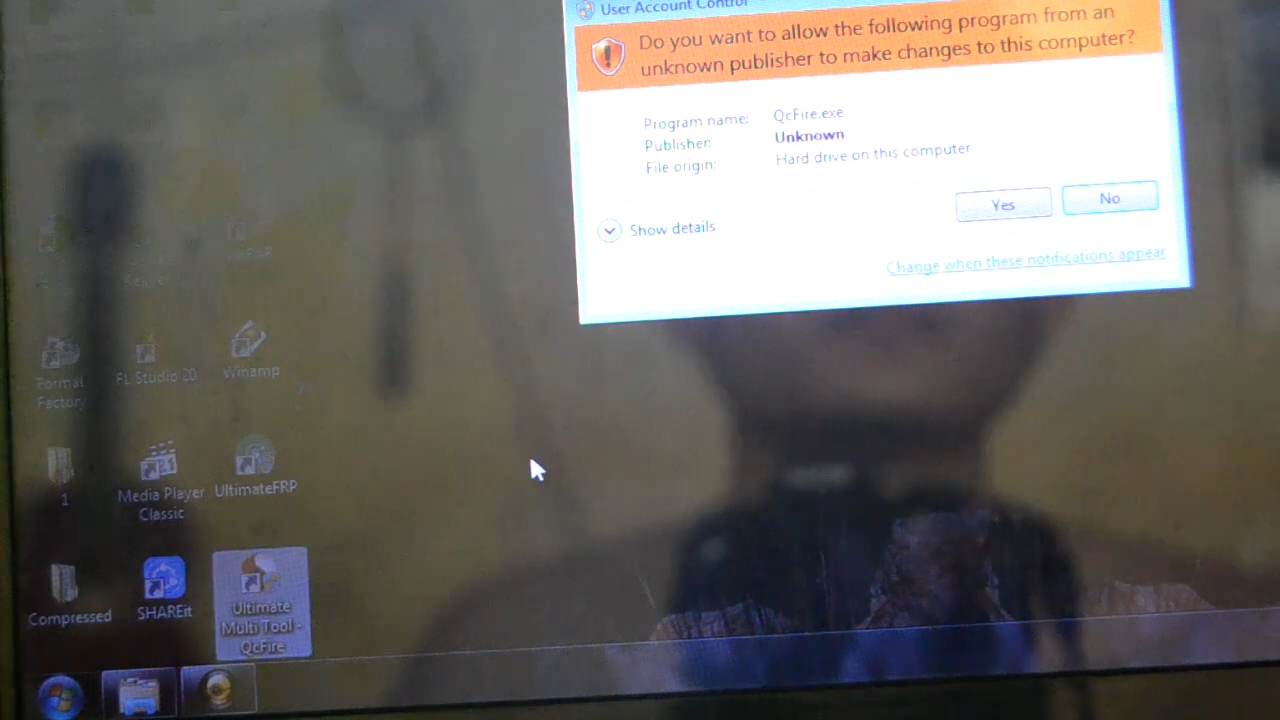 User Account Control
Do you want to allow the following program from an
unknown publisher to make changes to this computer?
Program name: QcFire.exe
Publisher: Unknown
File origin: Hard drive on this computer
Yes
No
Show details
Change when these notifications appear
Format
Factory
FL Studio 20
Winamp
1
Media Player
Classic
UltimateFRP
Compressed
SHAREit
Ultimate
Multi Tool -
QcFire